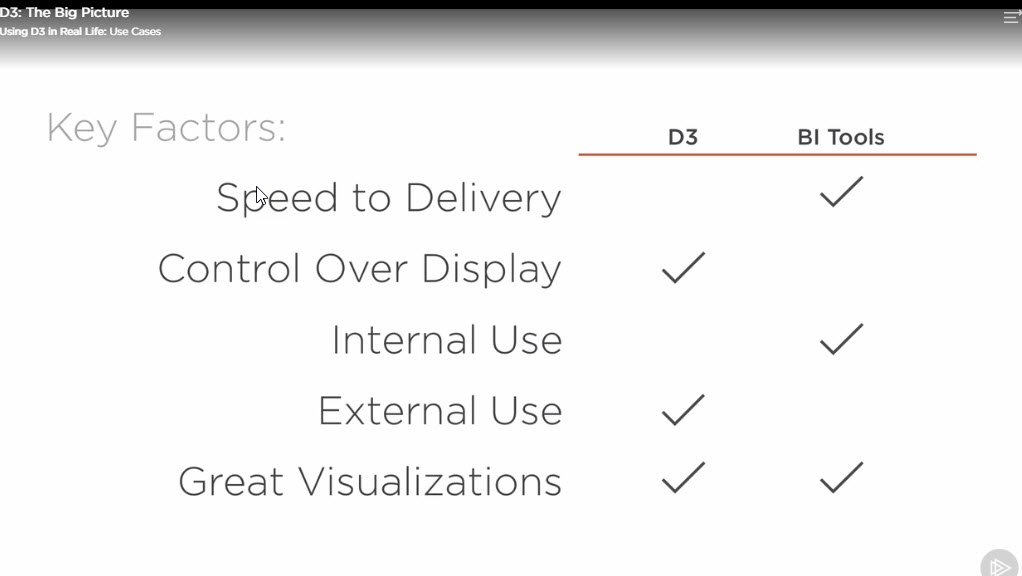 D3: The Big Picture
Using D3 in Real Life: Use Cases
Key Factors:
D3 BI Tools
Speed to Delivery
Control Over Display
Internal Use
External Use
Great Visualizations